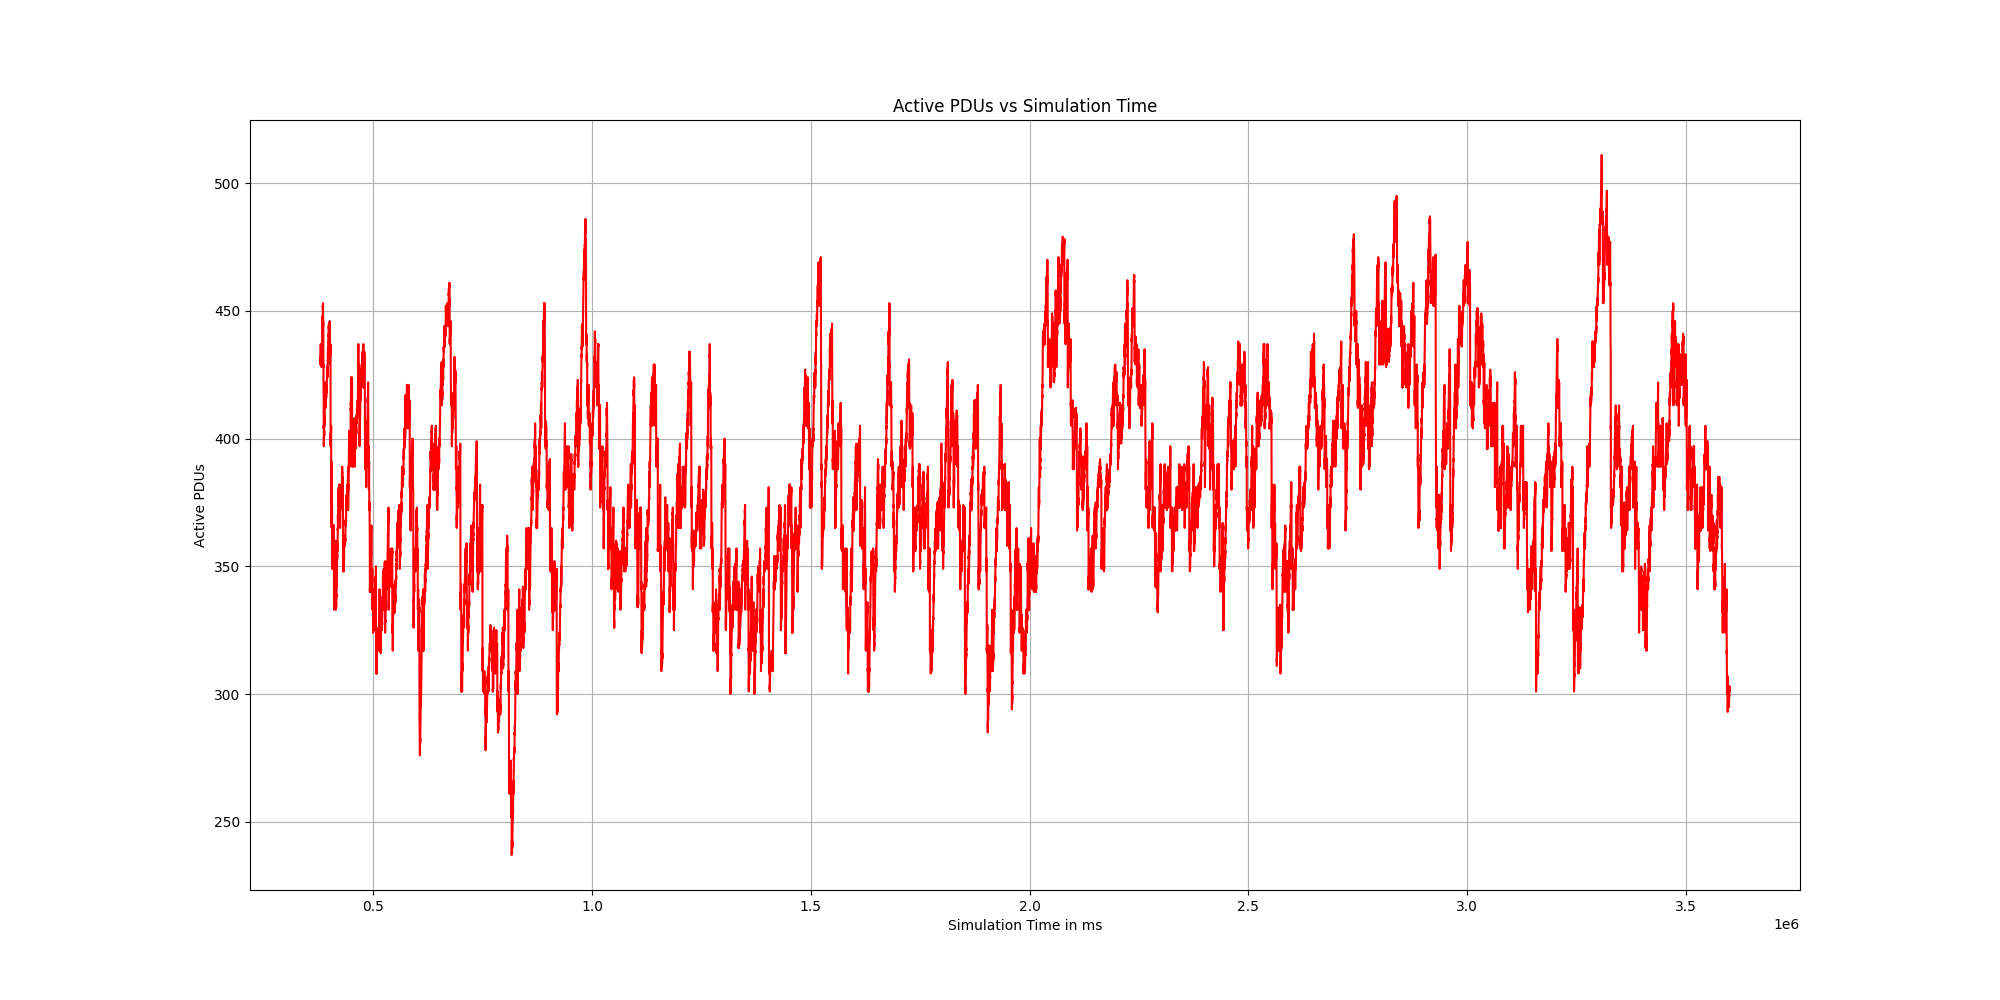 Active PDUs vs Simulation Time
Active PDUs
500
450
400
350
300
250
0.5 1.0 1.5 2.0 2.5 3.0 3.5
1e6
Simulation Time in ms